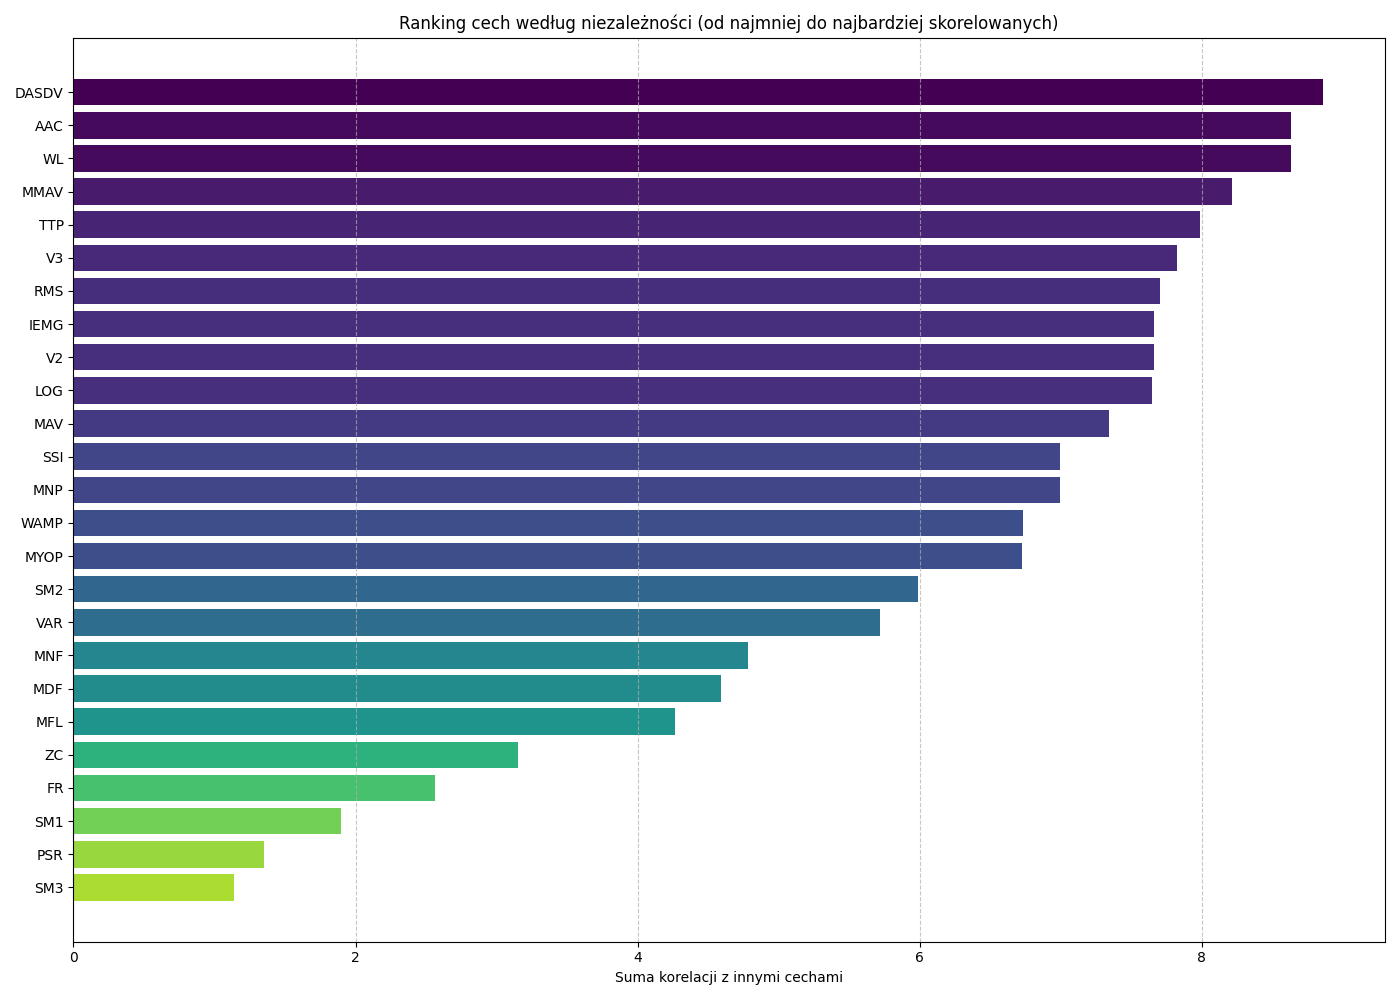 Ranking cech według niezależności (od najmniej do najbardziej skorelowanych)
DASDV
AAC
WL
MMAV
TTP
V3
RMS
IEMG
V2
LOG
MAV
SSI
MNP
WAMP
MYOP
SM2
VAR
MNF
MDF
MFL
ZC
FR
SM1
PSR
SM3
0 2 4 6 8
Suma korelacji z innymi cechami